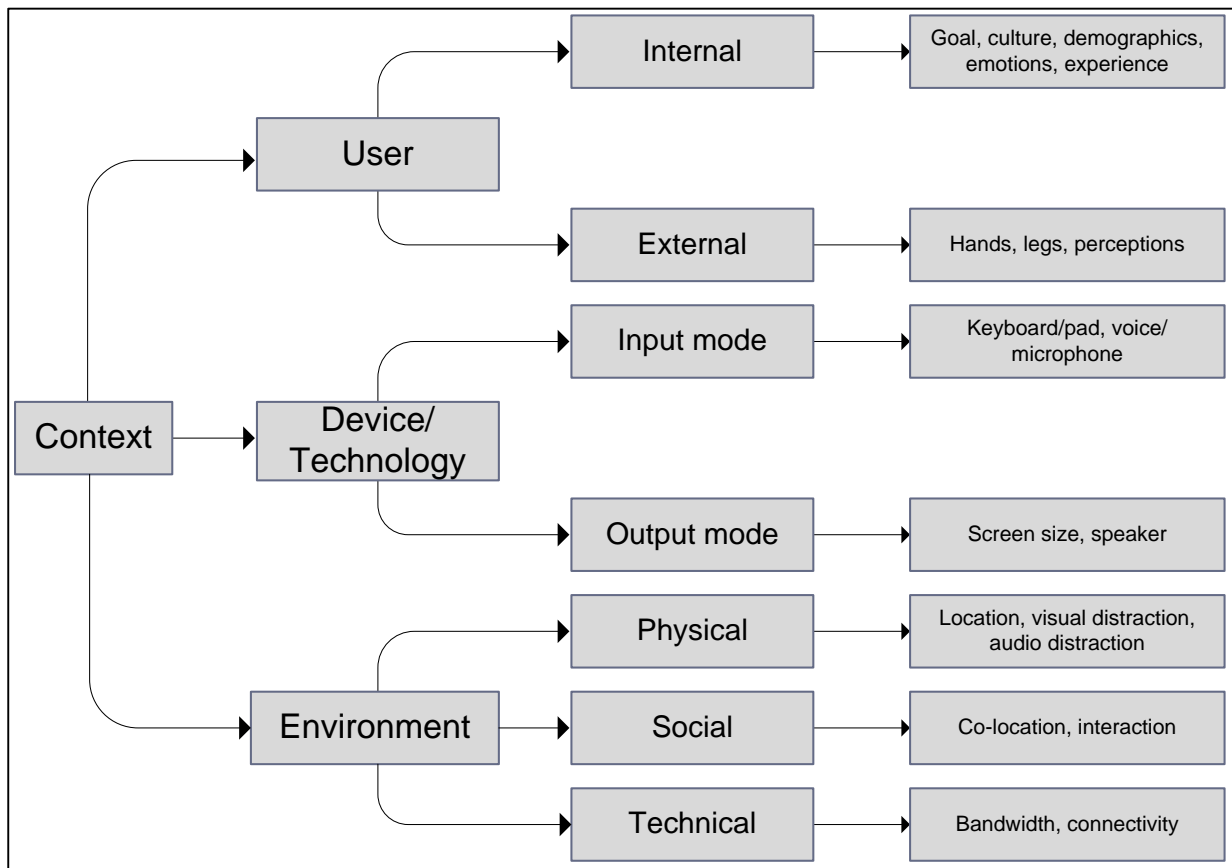 Internal
Goal, culture, demographics,
emotions, experience
User
External
Hands, legs, perceptions
Input mode
Keyboard/pad, voice/
microphone
Context
Device/
Technology
Output mode
Screen size, speaker
Physical
Location, visual distraction,
audio distraction
Environment
Social
Co-location, interaction
Technical
Bandwidth, connectivity